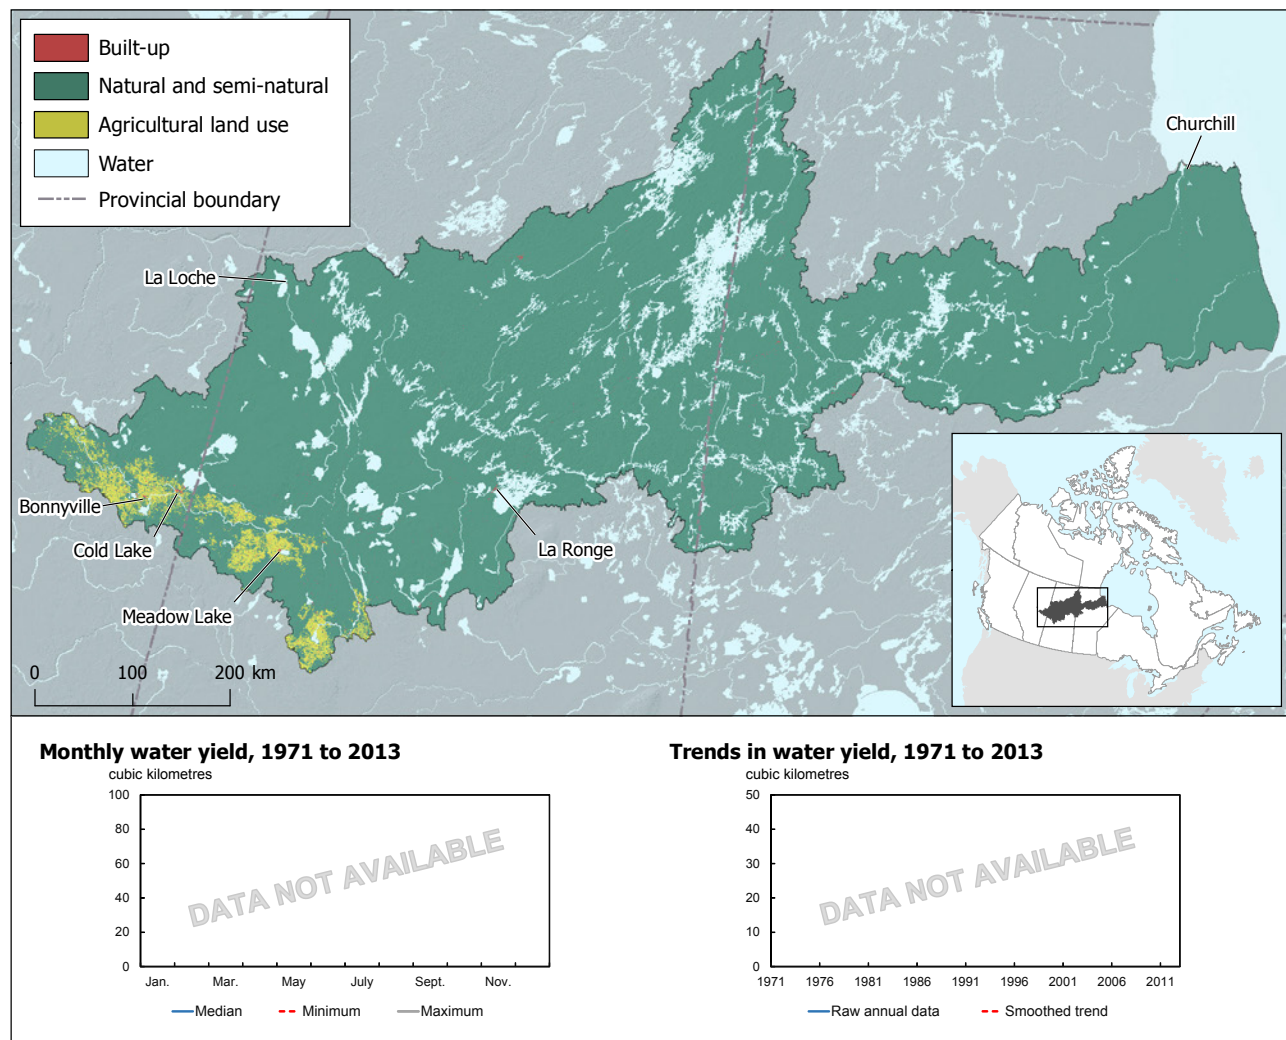 Built-up
Natural and semi-natural
Agricultural land use
Water
Provincial boundary
Churchill
La Loche
Bonnyville
Cold Lake
La Ronge
Meadow Lake
0 100 200 km
Monthly water yield, 1971 to 2013
cubic kilometres
100
80
60
40
20
0
DATA NOT AVAILABLE
Jan. Mar. May July Sept. Nov.
Median Minimum Maximum
Trends in water yield, 1971 to 2013
cubic kilometres
50
40
30
20
10
0
DATA NOT AVAILABLE
1971 1976 1981 1986 1991 1996 2001 2006 2011
Raw annual data Smoothed trend